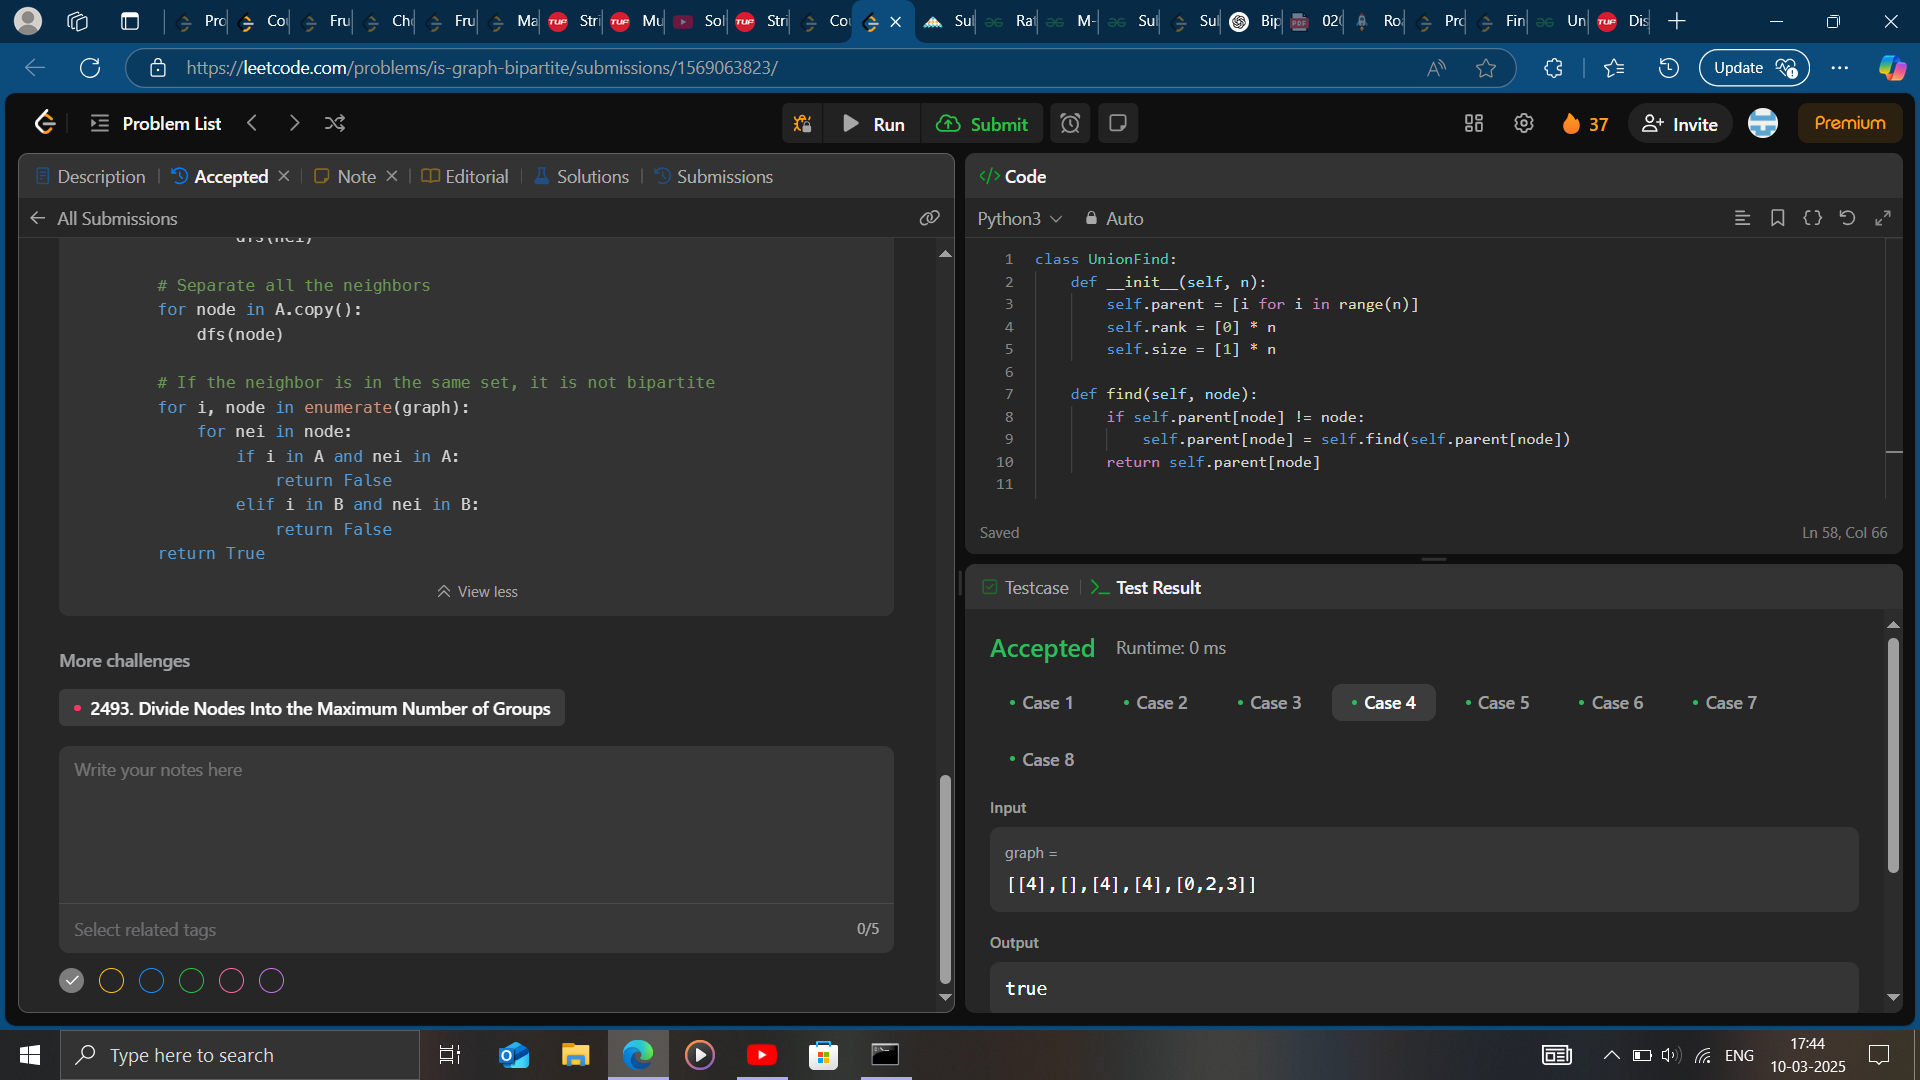 Pro
Cou
Fru
Ch
Fru
Ma
Stri
Mu
Sol
Stri
Cou
Sul
Rat
M-
Sul
Sul
Bip
020
Roa
Pro
Fin
Un
Dis
https://leetcode.com/problems/is-graph-bipartite/submissions/1569063823/
Update
Problem List
Run
Submit
37
Invite
Premium
Description
Accepted
Note
Editorial
Solutions
Submissions
All Submissions
dfs(nei)
# Separate all the neighbors
for node in A.copy():
dfs(node)
# If the neighbor is in the same set, it is not bipartite
for i, node in enumerate(graph):
for nei in node:
if i in A and nei in A:
return False
elif i in B and nei in B:
return False
return True
View less
More challenges
2493. Divide Nodes Into the Maximum Number of Groups
Write your notes here
Select related tags
0/5
</> Code
Python3
Auto
1 class UnionFind:
2 def __init__(self, n):
3 self.parent = [i for i in range(n)]
4 self.rank = [0] * n
5 self.size = [1] * n
6
7 def find(self, node):
8 if self.parent[node] != node:
9 self.parent[node] = self.find(self.parent[node])
10 return self.parent[node]
11
Saved
Ln 58, Col 66
Testcase
Test Result
Accepted
Runtime: 0 ms
Case 1
Case 2
Case 3
Case 4
Case 5
Case 6
Case 7
Case 8
Input
graph =
[[4],[],[4],[4],[0,2,3]]
Output
true
Type here to search
ENG
17:44
10-03-2025